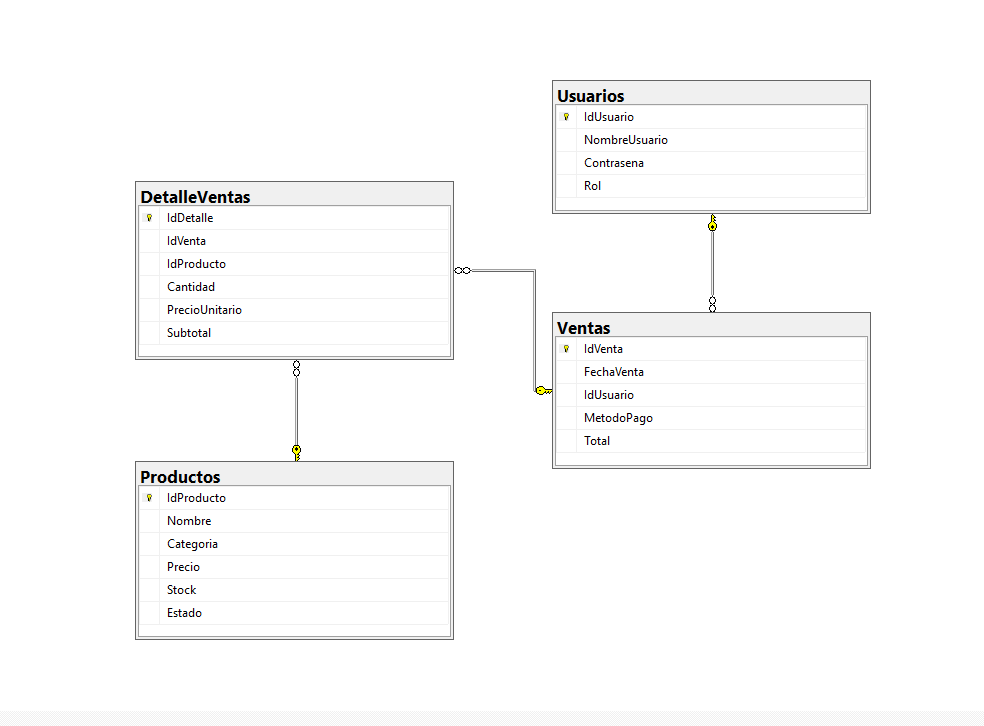 Usuarios
IdUsuario
NombreUsuario
Contrasena
Rol
DetalleVentas
IdDetalle
IdVenta
IdProducto
Cantidad
PrecioUnitario
Subtotal
Ventas
IdVenta
FechaVenta
IdUsuario
MetodoPago
Total
Productos
IdProducto
Nombre
Categoria
Precio
Stock
Estado